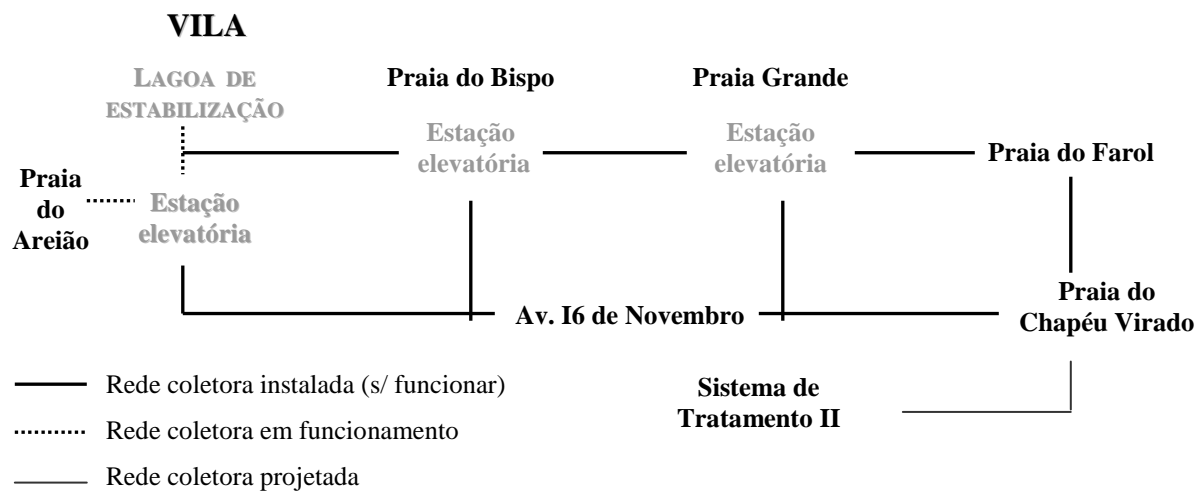 VILA
LAGOA DE
ESTABILIZAÇÃO
Praia do Bispo
Praia Grande
Estação
elevatória
Estação
elevatória
Praia do Farol
Praia
do
Areião
Estação
elevatória
Praia do
Chapéu Virado
Av. I6 de Novembro
Rede coletora instalada (s/ funcionar)
Sistema de
Tratamento II
Rede coletora em funcionamento
Rede coletora projetada